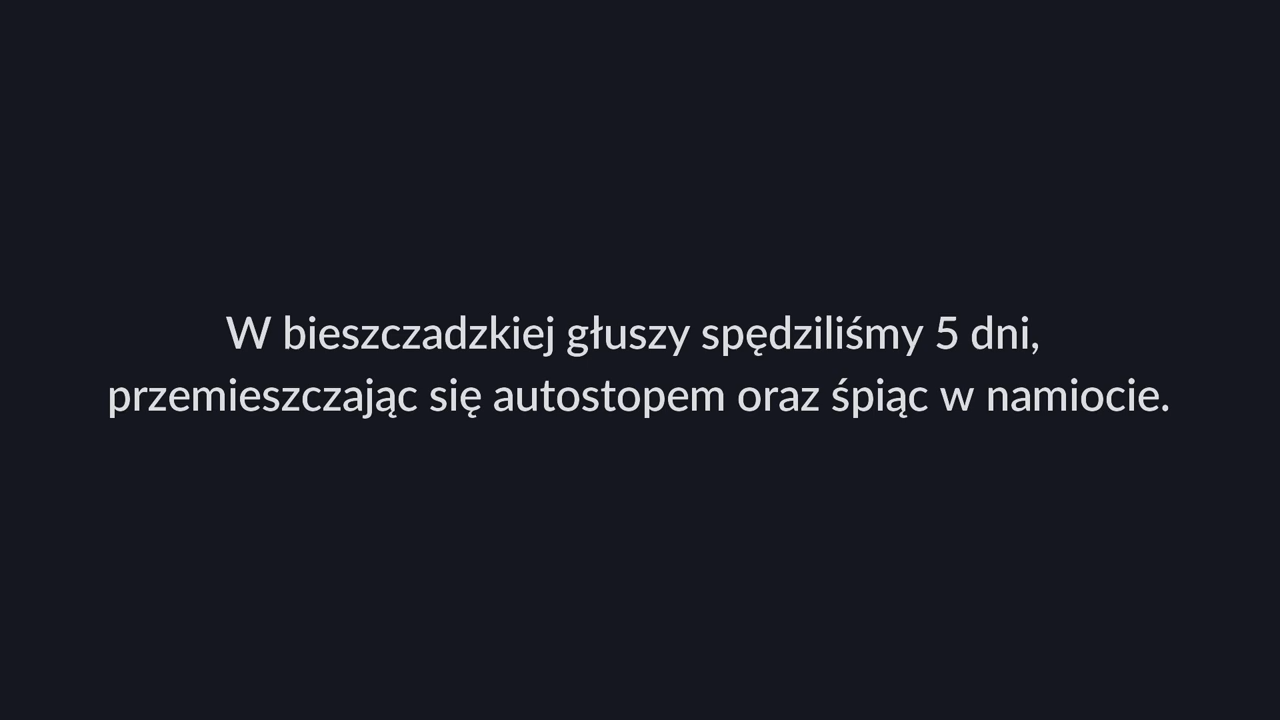 W bieszczadzkiej głuszy spędziliśmy 5 dni,
przemieszczając się autostopem oraz śpiąc w namiocie.